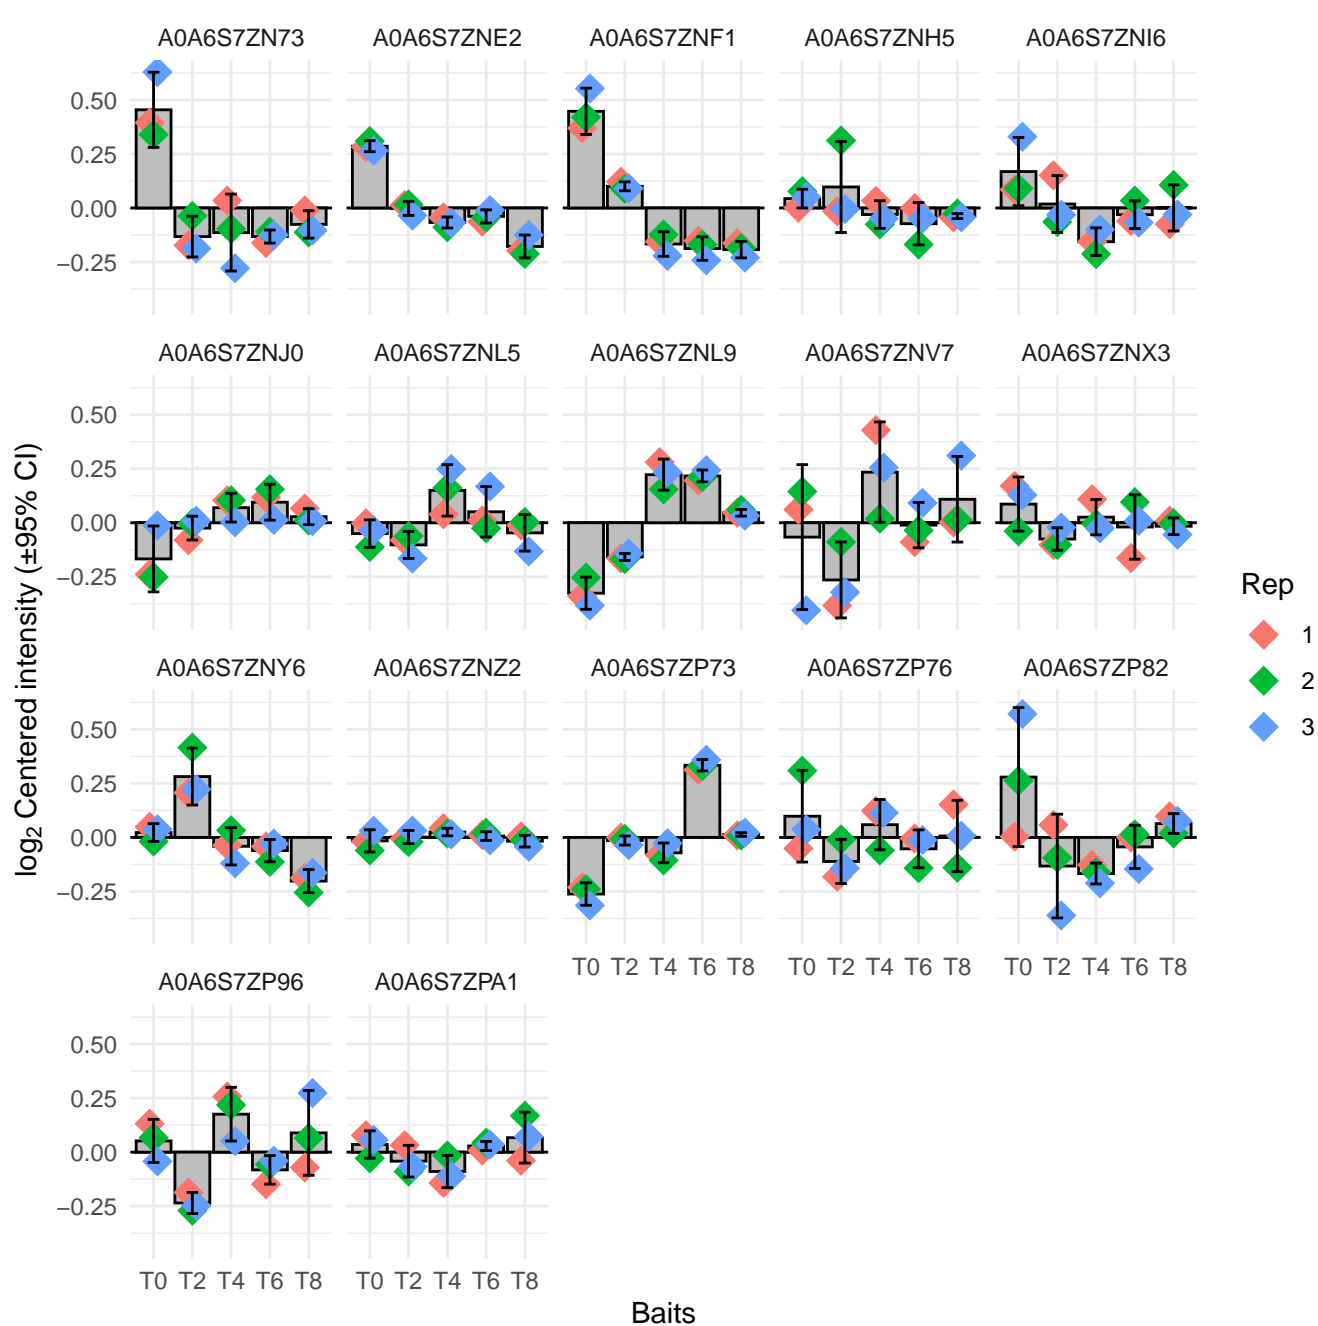 A0A6S7ZN73 A0A6S7ZNE2 A0A6S7ZNF1 A0A6S7ZNH5 A0A6S7ZNI6
0.50
0.25
0.00
−0.25
A0A6S7ZNJ0 A0A6S7ZNL5 A0A6S7ZNL9 A0A6S7ZNV7 A0A6S7ZNX3
0.50
0.25
0.00
−0.25
A0A6S7ZNY6 A0A6S7ZNZ2 A0A6S7ZP73 A0A6S7ZP76 A0A6S7ZP82
0.50
0.25
0.00
−0.25
T0 T2 T4 T6 T8 T0 T2 T4 T6 T8 T0 T2 T4 T6 T8
A0A6S7ZP96 A0A6S7ZPA1
0.50
0.25
0.00
−0.25
T0 T2 T4 T6 T8 T0 T2 T4 T6 T8
Baits
log₂ Centered intensity (±95% CI)
Rep
1
2
3